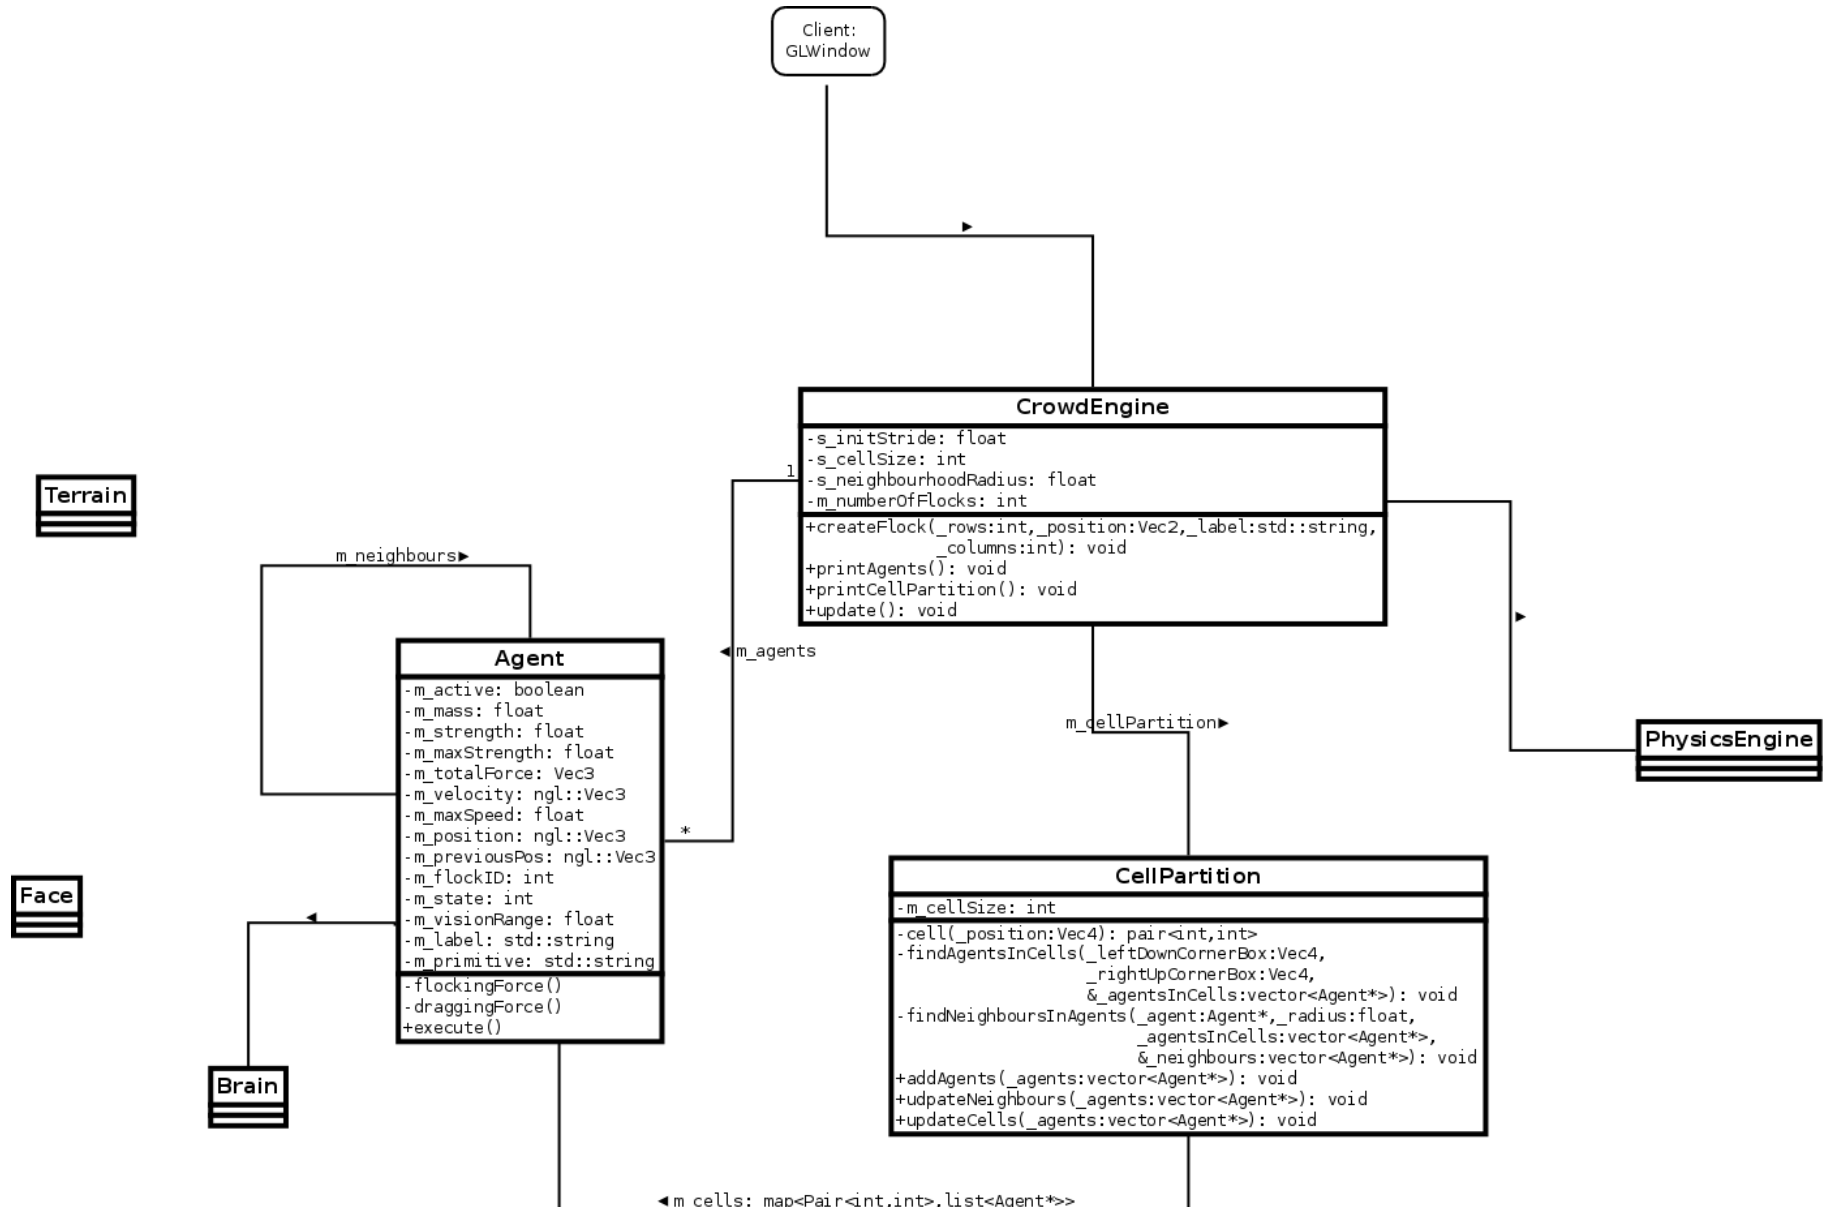 Client:
GLWindow
CrowdEngine
-s_initStride: float
-s_cellSize: int
-s_neighbourhoodRadius: float
-m_numberOfFlocks: int
+createFlock(_rows:int,_position:Vec2,_label:std::string,
_columns:int): void
+printAgents(): void
+printCellPartition(): void
+update(): void
1
Terrain
m_neighbours►
◄m_agents
*
Agent
-m_active: boolean
-m_mass: float
-m_strength: float
-m_maxStrength: float
-m_totalForce: Vec3
-m_velocity: ngl::Vec3
-m_maxSpeed: float
-m_position: ngl::Vec3
-m_previousPos: ngl::Vec3
-m_flockID: int
-m_state: int
-m_visionRange: float
-m_label: std::string
-m_primitive: std::string
-flockingForce()
-draggingForce()
+execute()
m_cellPartition►
PhysicsEngine
CellPartition
-m_cellSize: int
-cell(_position:Vec4): pair<int,int>
-findAgentsInCells(_leftDownCornerBox:Vec4,
_rightUpCornerBox:Vec4,
&_agentsInCells:vector<Agent*>): void
-findNeighboursInAgents(_agent:Agent*,_radius:float,
_agentsInCells:vector<Agent*>,
&_neighbours:vector<Agent*>): void
+addAgents(_agents:vector<Agent*>): void
+udpateNeighbours(_agents:vector<Agent*>): void
+updateCells(_agents:vector<Agent*>): void
Face
Brain
◄m_cells: map<Pair<int,int>,list<Agent*>>